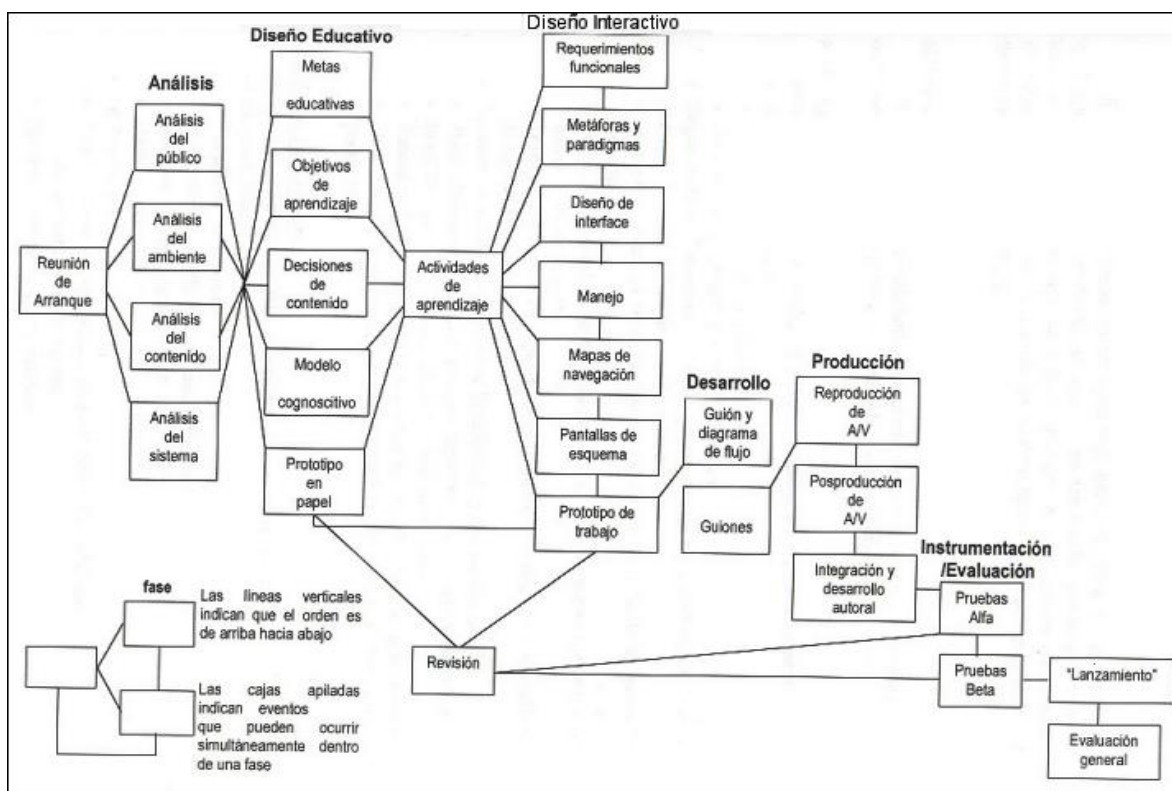 Diseño Interactivo
Diseño Educativo
Análisis
Reunión
de
Arranque
Análisis
del
público
Análisis
del
ambiente
Análisis
del
contenido
Análisis
del
sistema
Metas
educativas
Objetivos
de
aprendizaje
Decisiones
de
contenido
Modelo
cognoscitivo
Prototipo
en
papel
Actividades
de
aprendizaje
Requerimientos
funcionales
Metáforas y
paradigmas
Diseño de
interface
Manejo
Mapas de
navegación
Pantallas de
esquema
Prototipo de
trabajo
Desarrollo
Guión y
diagrama
de flujo
Guiones
Producción
Reproducción
de
A/V
Posproducción
de
A/V
Integración y
desarrollo
autoral
Instrumentación
/Evaluación
Pruebas
Alfa
Pruebas
Beta
"Lanzamiento"
Evaluación
general
Revisión
fase
Las líneas verticales
indican que el orden es
de arriba hacia abajo
Las cajas apiladas
indican eventos
que pueden ocurrir
simultáneamente dentro
de una fase